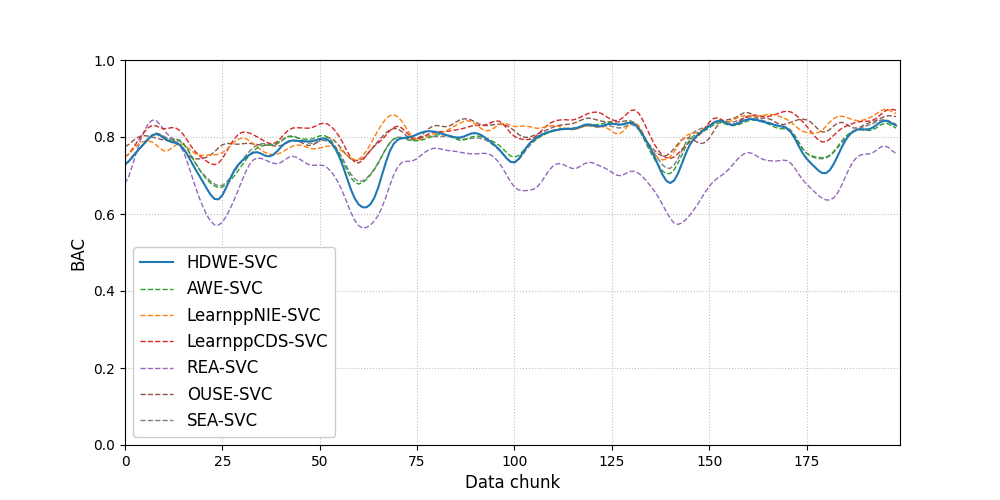 1.0
0.8
0.6
0.4
0.2
0.0
BAC
HDWE-SVC
AWE-SVC
LearnppNIE-SVC
LearnppCDS-SVC
REA-SVC
OUSE-SVC
SEA-SVC
0 25 50 75 100 125 150 175
Data chunk